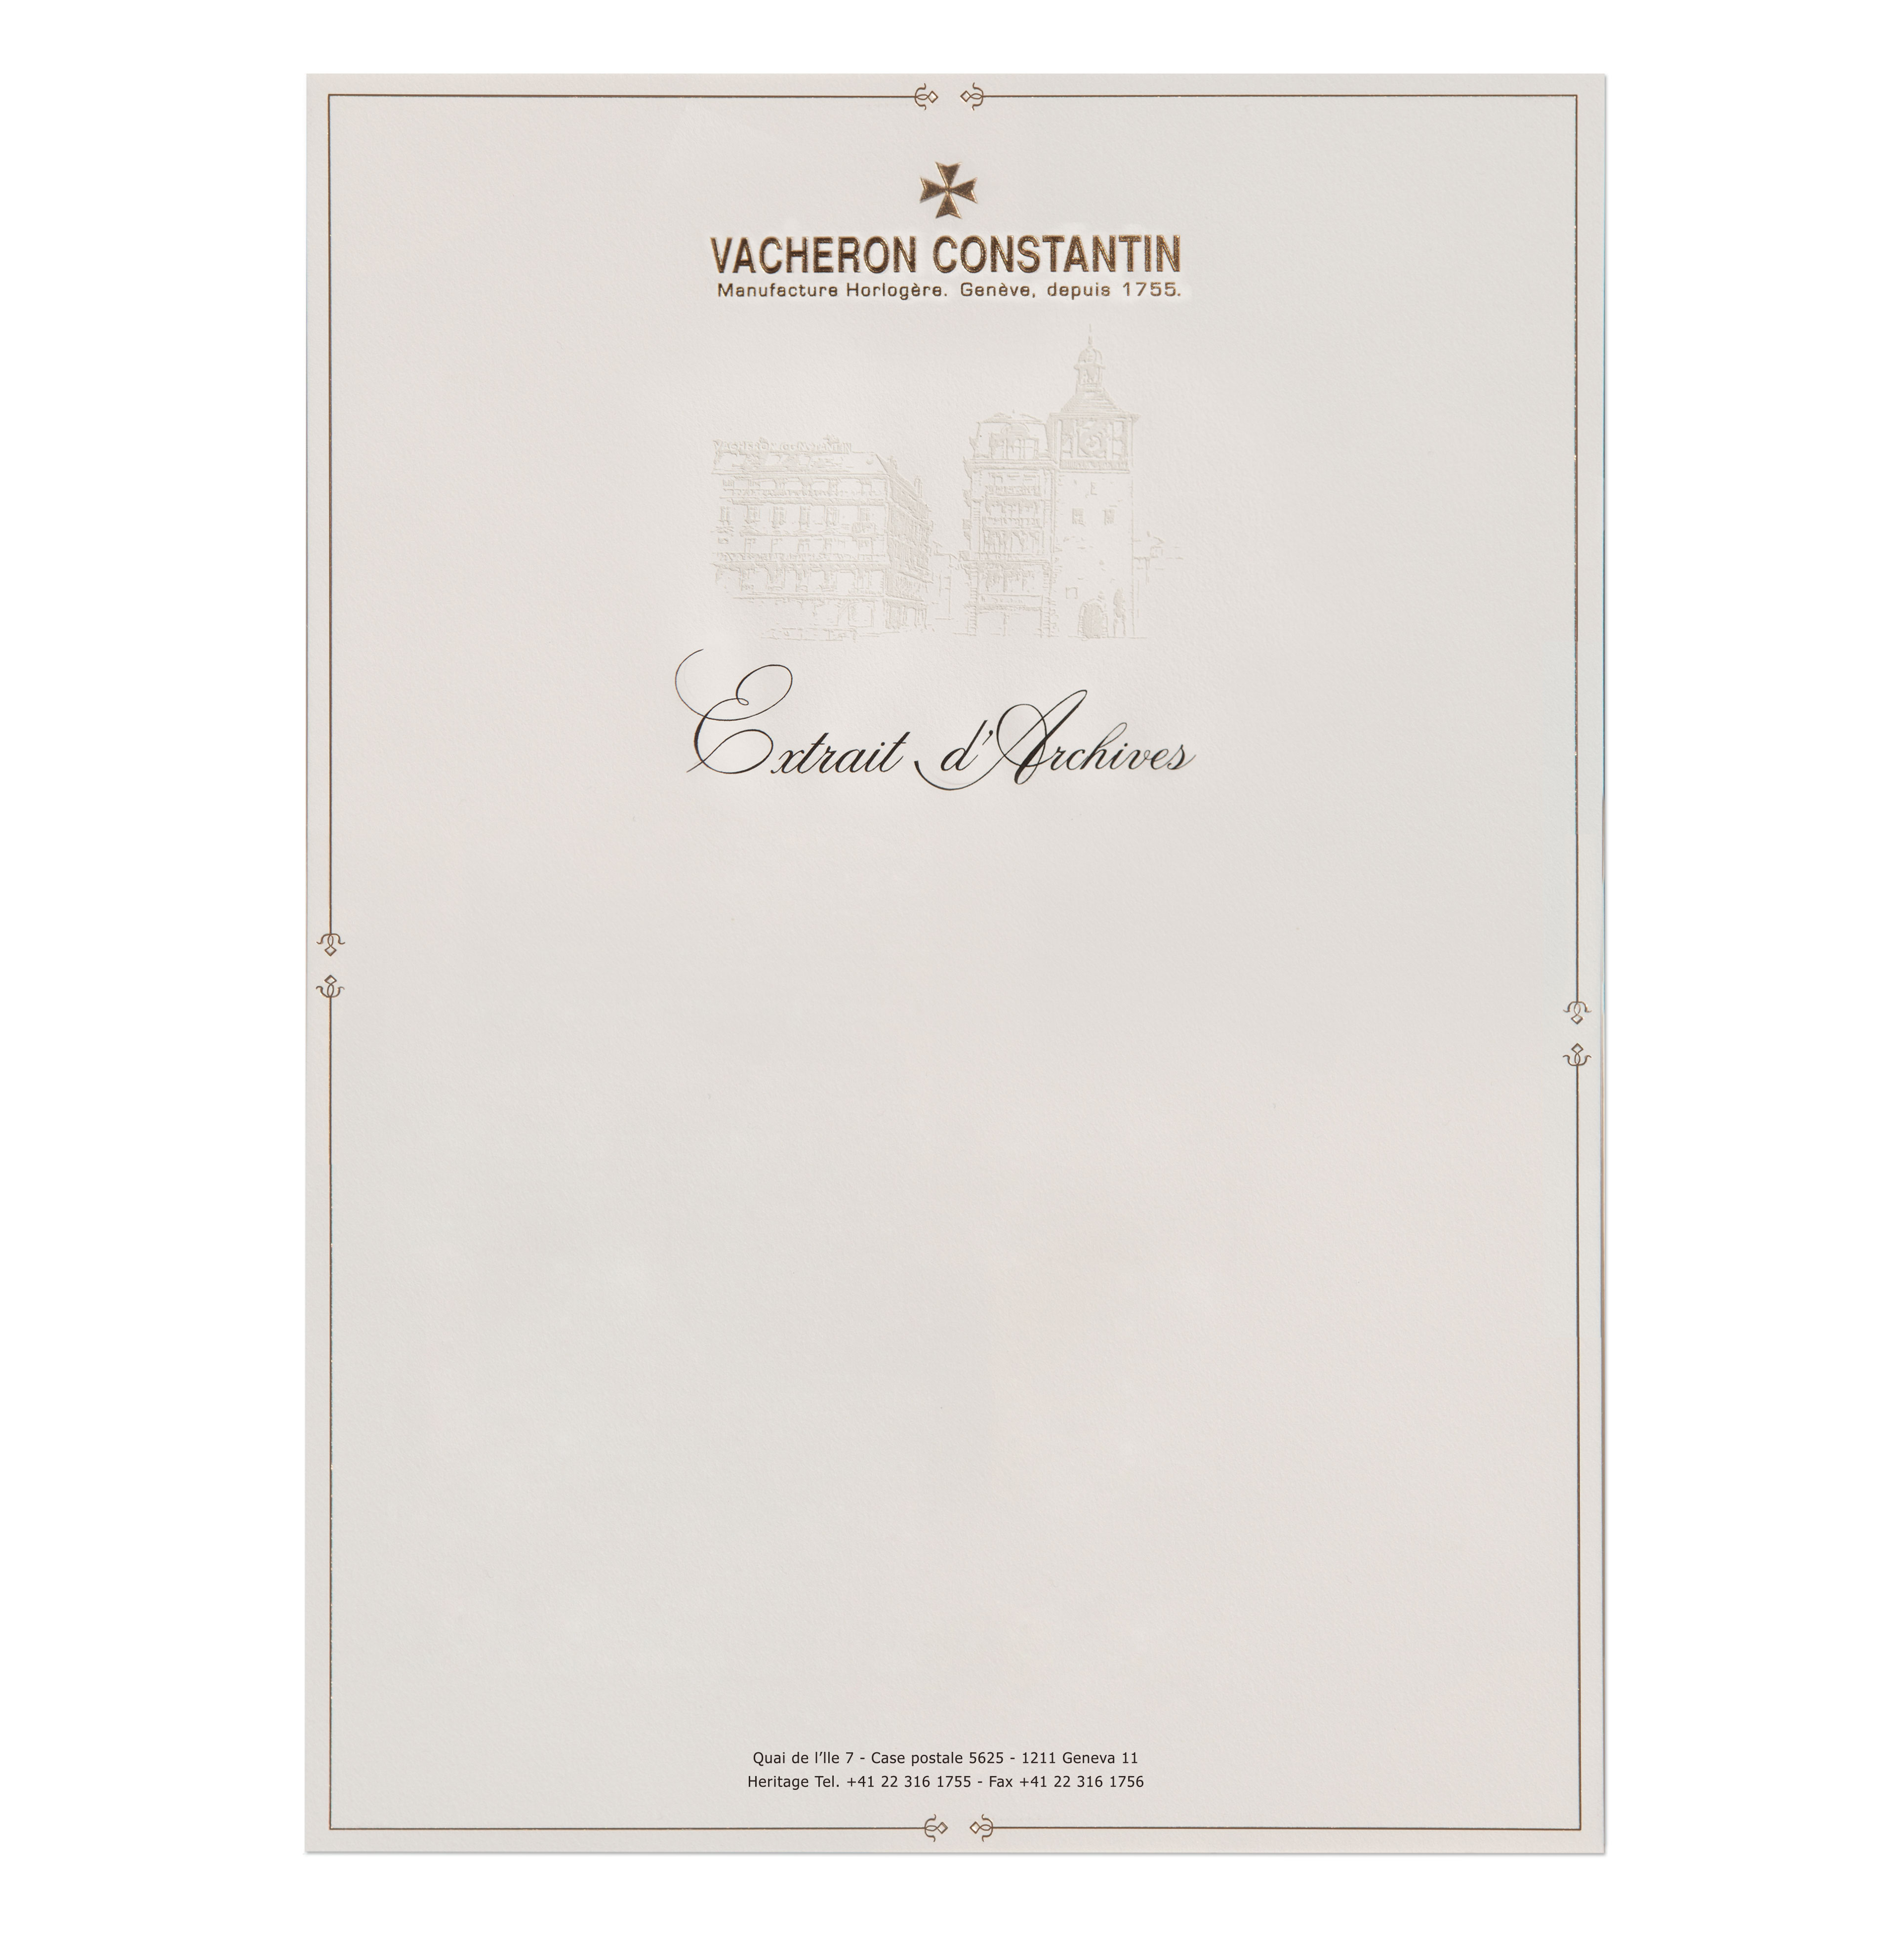 VACHERON CONSTANTIN
Manufacture Horlogère. Genève, depuis 1755.
Extrait d'Archives
Quai de l’Ile 7 - Case postale 5625 - 1211 Geneva 11
Heritage Tel. +41 22 316 1755 - Fax +41 22 316 1756